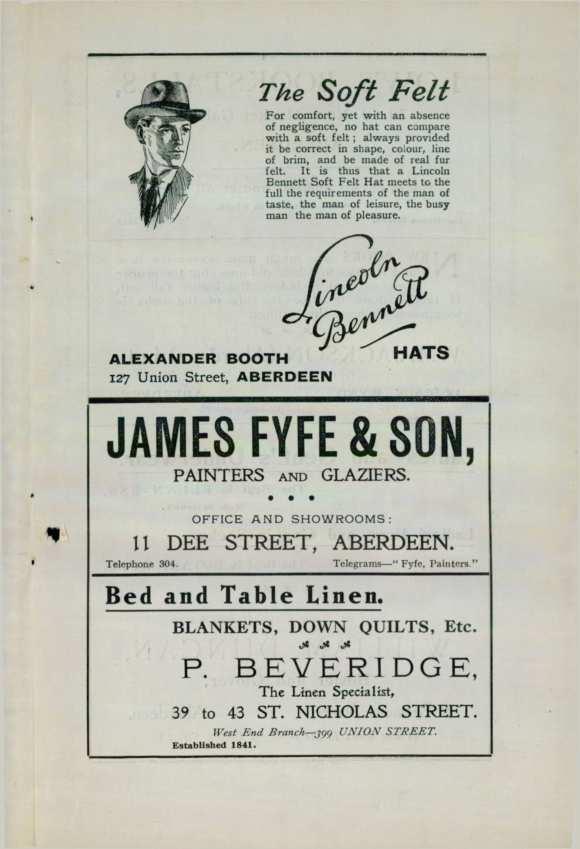 The Soft Felt
For comfort, yet with an absence
of negligence, no hat can compare
with a soft felt; always provided
it be correct in shape, colour, line
of brim, and be made of real fur
felt. It is thus that a Lincoln
Bennett Soft Felt Hat meets to the
full the requirements of the man of
taste, the man of leisure, the busy
man the man of pleasure.
Lincoln
Bennett
HATS
ALEXANDER BOOTH
127 Union Street, ABERDEEN
JAMES FYFE & SON,
PAINTERS AND GLAZIERS.
OFFICE AND SHOWROOMS:
11 DEE STREET, ABERDEEN.
Telephone 304. Telegrams—"Fyfe, Painters."
Bed and Table Linen.
BLANKETS, DOWN QUILTS, Etc.
P. BEVERIDGE,
The Linen Specialist,
39 to 43 ST. NICHOLAS STREET.
West End Branch—399 UNION STREET.
Established 1841.